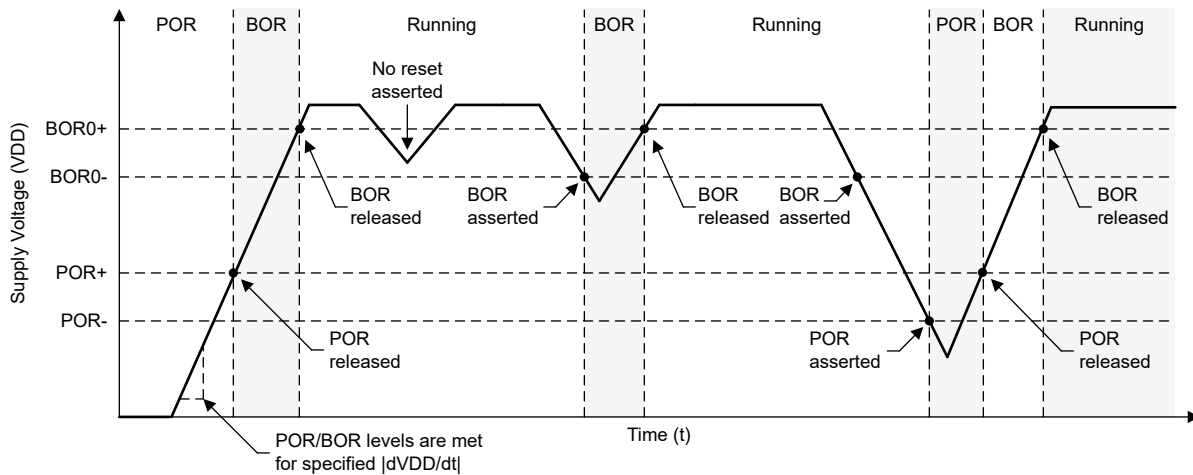 POR
BOR
Running
BOR
Running
POR
BOR
Running
No reset
asserted
BOR0+
BOR0-
POR+
POR-
Supply Voltage (VDD)
BOR
released
BOR
asserted
BOR
released
BOR
asserted
BOR
released
POR
released
POR
asserted
POR
released
Time (t)
POR/BOR levels are met
for specified |dVDD/dt|